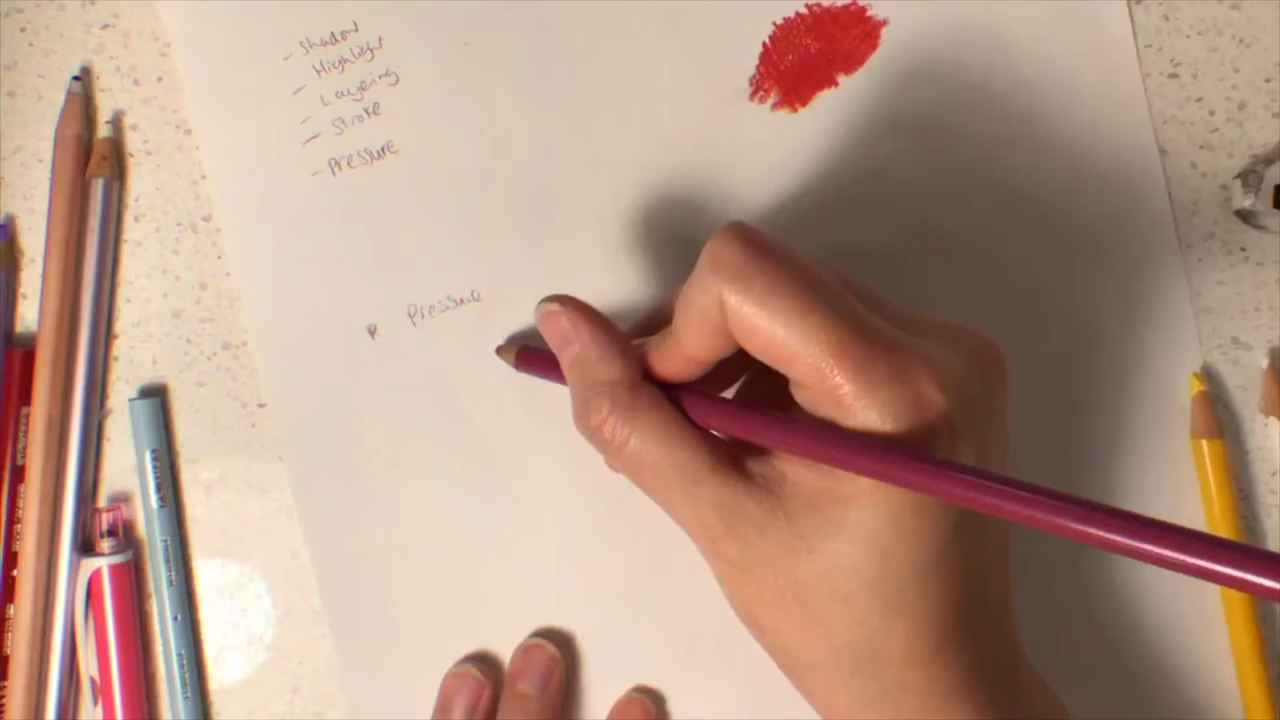 - Shadow
- Highlight
- Layering
- Stroke
- Pressure
P Pressure